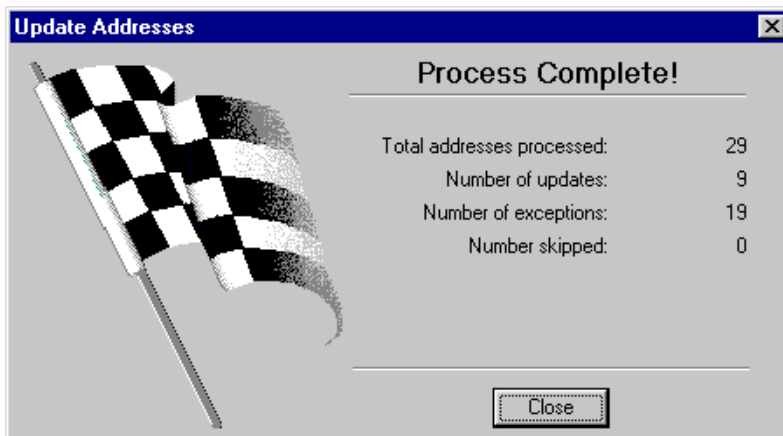 Update Addresses
Process Complete!
Total addresses processed: 29
Number of updates: 9
Number of exceptions: 19
Number skipped: 0
Close